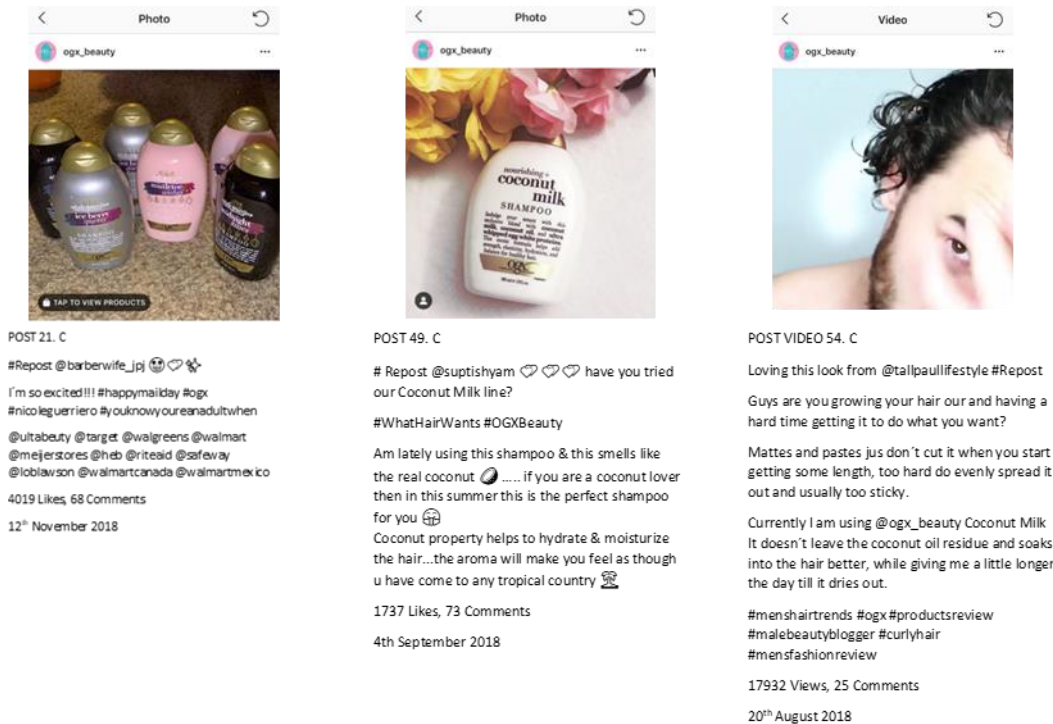 Photo
ogx_beauty
TAP TO VIEW PRODUCTS
POST 21. C
#Repost @barberwife_jpj
I´m so excited!!! #happymailday #ogx
#nicoleguerriero #youknowyoureanadultwhen
@ultabeuty @target @walgreens @walmart
@meijerstores @heb @riteaid @safeway
@loblawson @walmartcanada @walmartmexico
4019 Likes, 68 Comments
12th November 2018
Photo
ogx_beauty
nourishing+
coconut
milk
SHAMPOO
ogx
POST 49. C
# Repost @suptishyam 🤍🤍🤍 have you tried
our Coconut Milk line?
#WhatHairWants #OGXBeauty
Am lately using this shampoo & this smells like
the real coconut 🥥 ..... if you are a coconut lover
then in this summer this is the perfect shampoo
for you 🤗
Coconut property helps to hydrate & moisturize
the hair...the aroma will make you feel as though
u have come to any tropical country 🏝
1737 Likes, 73 Comments
4th September 2018
Video
ogx_beauty
POST VIDEO 54. C
Loving this look from @tallpaullifestyle #Repost
Guys are you growing your hair our and having a
hard time getting it to do what you want?
Mattes and pastes jus don´t cut it when you start
getting some length, too hard do evenly spread it
out and usually too sticky.
Currently I am using @ogx_beauty Coconut Milk
It doesn´t leave the coconut oil residue and soaks
into the hair better, while giving me a little longer
the day till it dries out.
#menshairtrends #ogx #productsreview
#malebeautyblogger #curlyhair
#mensfashionreview
17932 Views, 25 Comments
20th August 2018